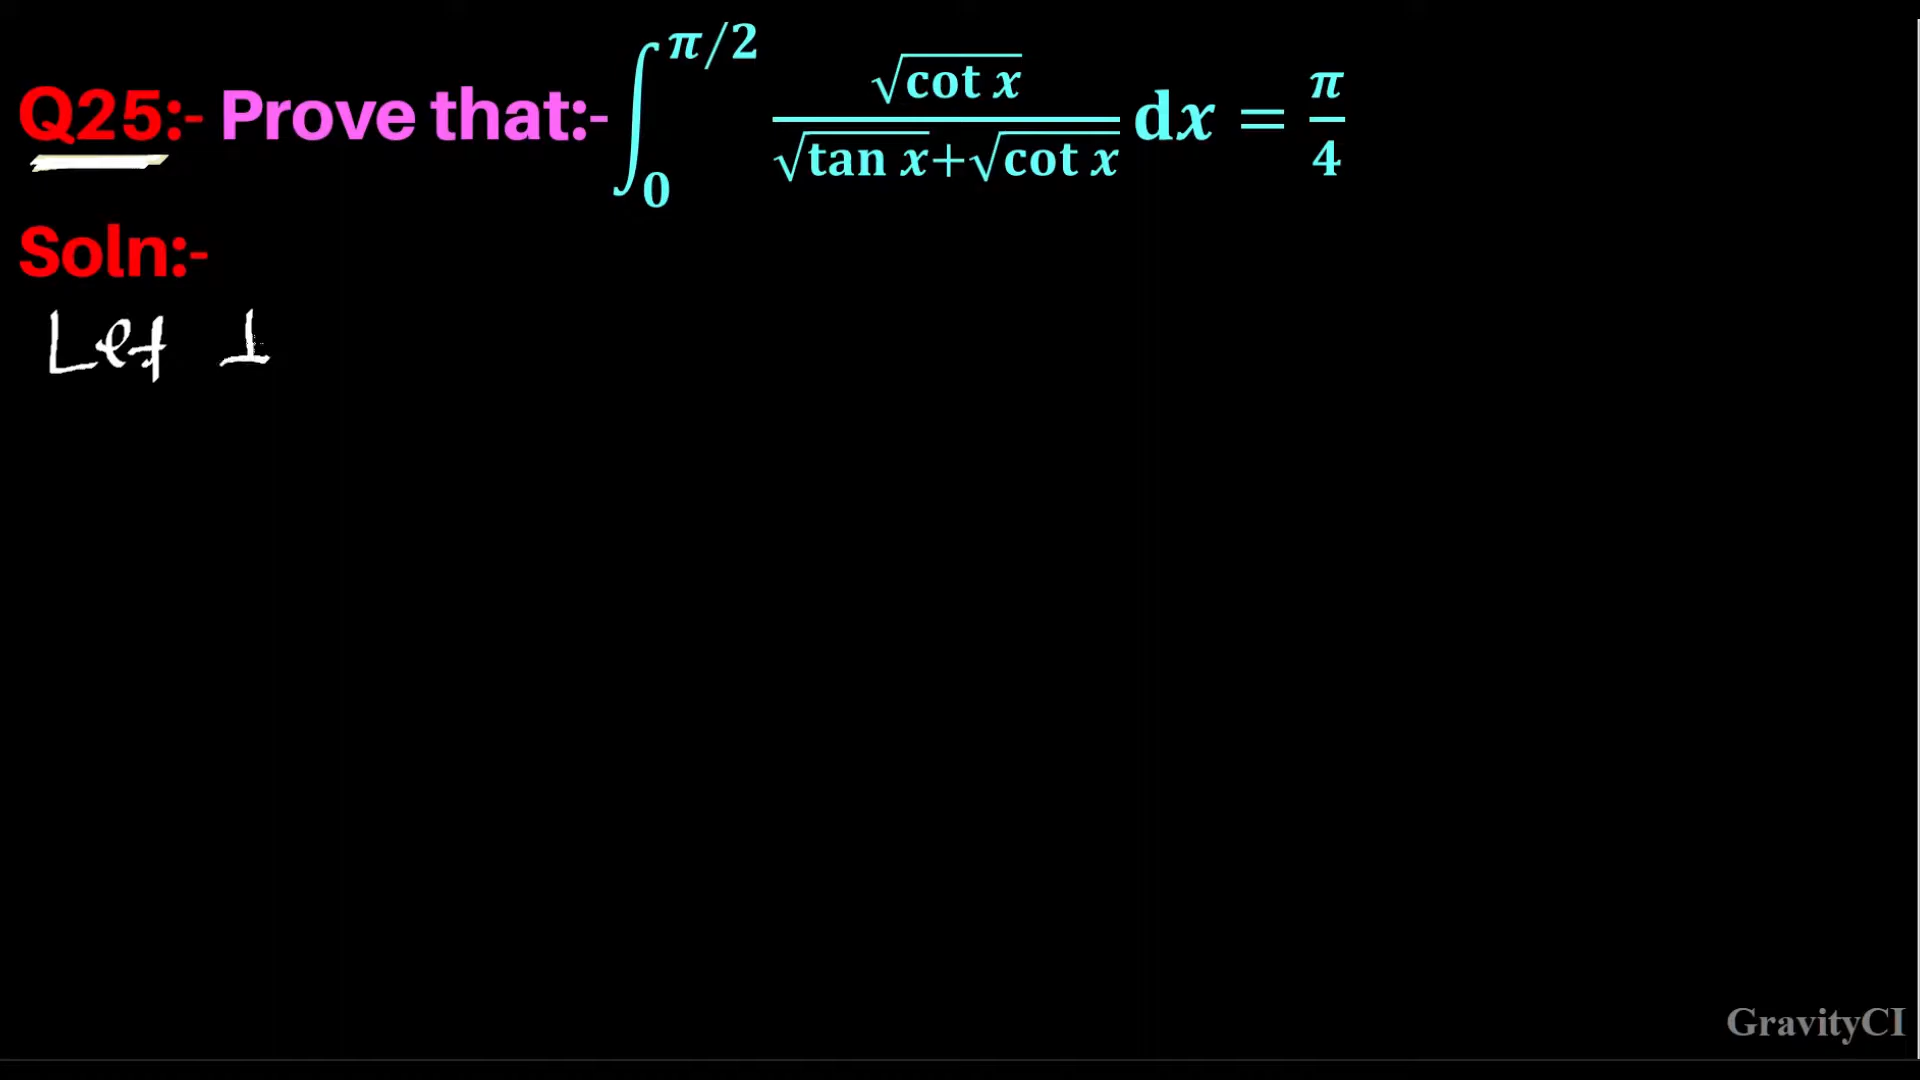 Q25:- Prove that:- ∫₀^{π/2} √cot x / (√tan x+√cot x) dx = π/4
Soln:-
Let I
GravityCI